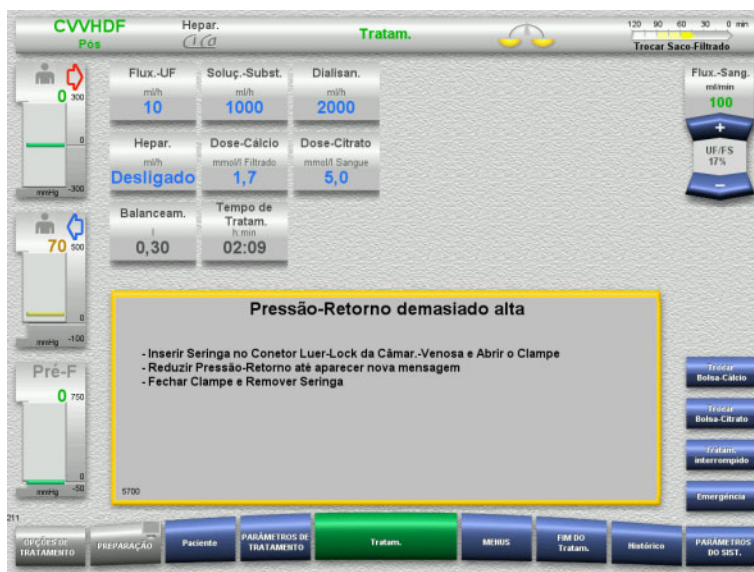 CVVHDF
Pós
Hepar.
Tratam.
120 90 60 30 0 min
Trocar Saco-Filtrado
0
300
0
-300
mmHg
Flux.-UF
ml/h
10
Soluç.-Subst.
ml/h
1000
Dialisan.
ml/h
2000
Flux.-Sang.
ml/min
100
+
UF/FS
17%
–
Hepar.
ml/h
Desligado
Dose-Cálcio
mmol/l Filtrado
1,7
Dose-Citrato
mmol/l Sangue
5,0
Balanceam.
l
0,30
Tempo de
Tratam.
h:min
02:09
70
500
0
-100
mmHg
Pressão-Retorno demasiado alta
- Inserir Seringa no Conetor Luer-Lock da Câmar.-Venosa e Abrir o Clampe
- Reduzir Pressão-Retorno até aparecer nova mensagem
- Fechar Clampe e Remover Seringa
5700
Pré-F
0
750
0
-50
mmHg
Trocar
Bolsa-Cálcio
Trocar
Bolsa-Citrato
Tratam.
interrompido
Emergência
211
OPÇÕES DE
TRATAMENTO
PREPARAÇÃO
Paciente
PARÂMETROS DE
TRATAMENTO
Tratam.
MENUS
FIM DO
Tratam.
Histórico
PARÂMETROS
DO SIST.